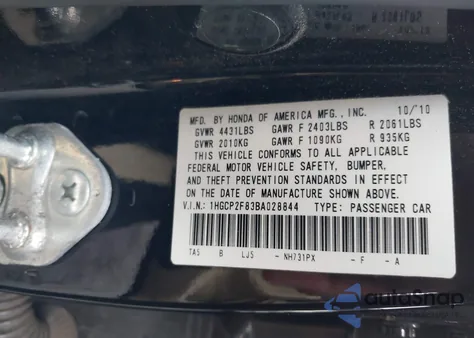 MFD. BY HONDA OF AMERICA MFG., INC. 10/10
GVWR 4431LBS GAWR F 2403LBS R 2061LBS
GVWR 2010KG GAWR F 1090KG R 935KG
THIS VEHICLE CONFORMS TO ALL APPLICABLE
FEDERAL MOTOR VEHICLE SAFETY, BUMPER,
AND THEFT PREVENTION STANDARDS IN EFFECT
ON THE DATE OF MANUFACTURE SHOWN ABOVE.
V.I.N.: 1HGCP2F83BA028844 TYPE: PASSENGER CAR
TA5 B LJ5 - NH731PX - F - A
autoSnap